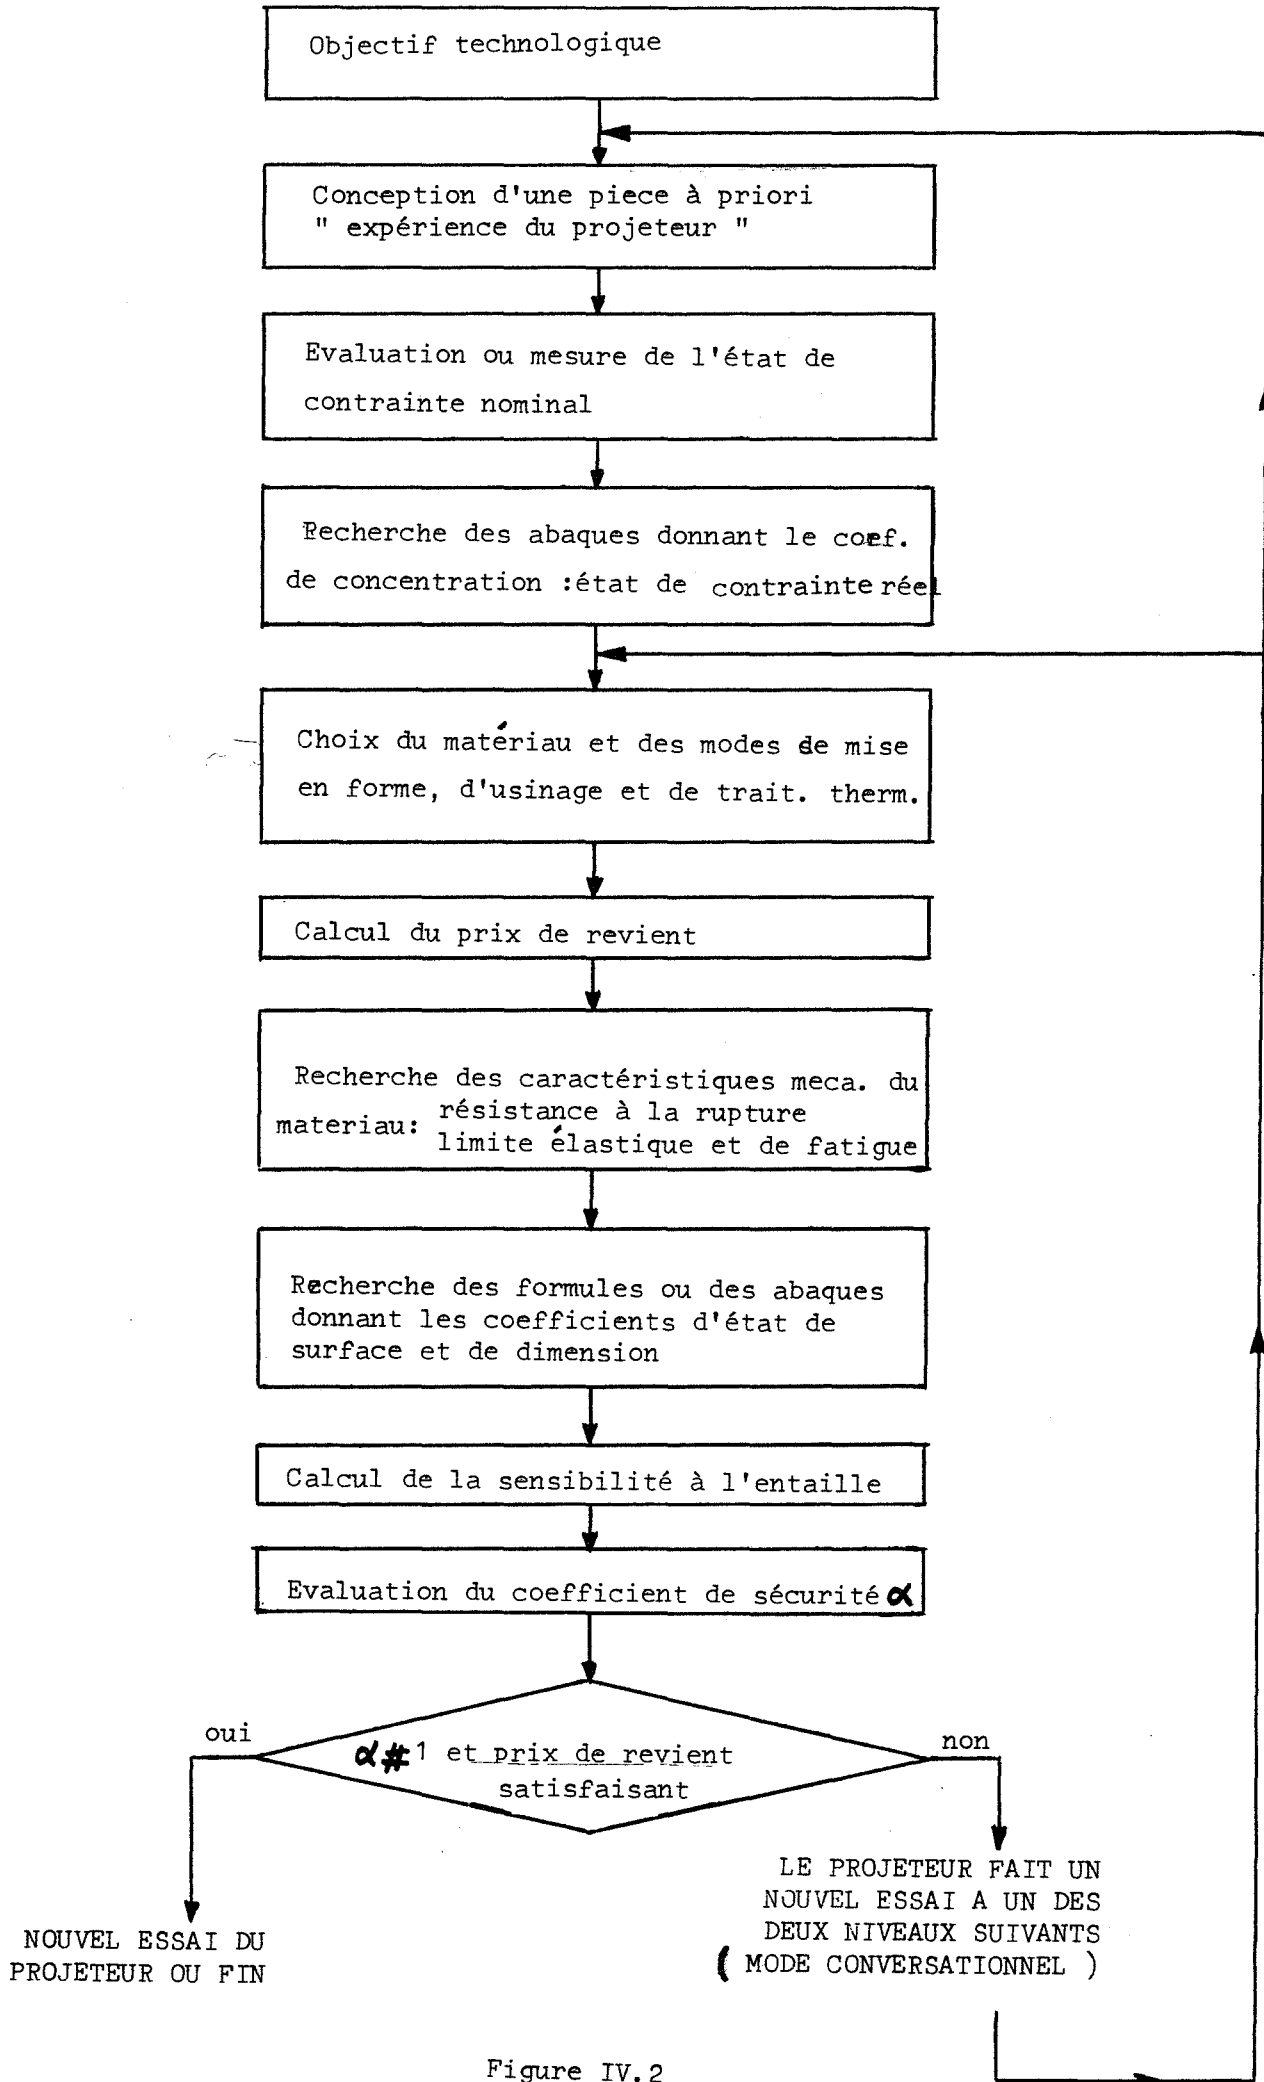 Objectif technologique
Conception d'une piece à priori
" expérience du projeteur "
Evaluation ou mesure de l'état de
contrainte nominal
Recherche des abaques donnant le coef.
de concentration :état de contrainte réel
Choix du matériau et des modes de mise
en forme, d'usinage et de trait. therm.
Calcul du prix de revient
Recherche des caractéristiques meca. du
materiau: résistance à la rupture
limite élastique et de fatigue
Recherche des formules ou des abaques
donnant les coefficients d'état de
surface et de dimension
Calcul de la sensibilité à l'entaille
Evaluation du coefficient de sécurité α
oui
α # 1 et prix de revient
satisfaisant
non
NOUVEL ESSAI DU
PROJETEUR OU FIN
LE PROJETEUR FAIT UN
NOUVEL ESSAI A UN DES
DEUX NIVEAUX SUIVANTS
( MODE CONVERSATIONNEL )
Figure IV.2